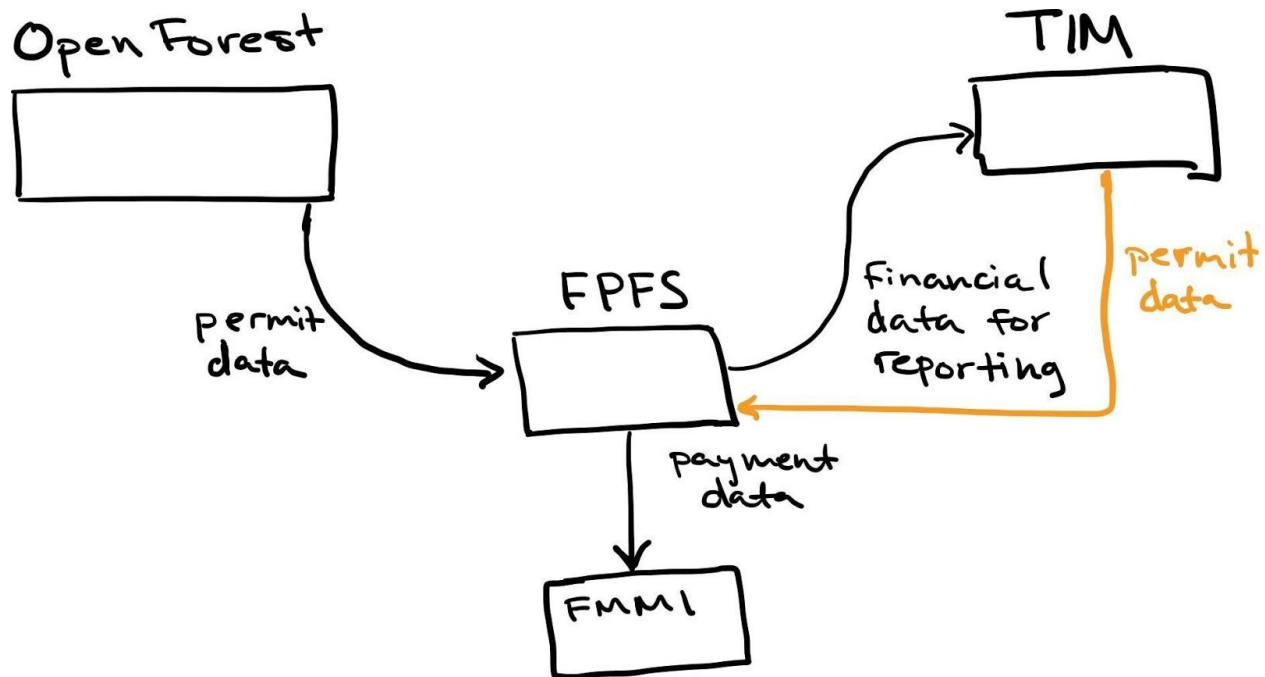 Open Forest
TIM
permit
data
FPFS
Financial
data for
reporting
permit
data
payment
data
FMMI